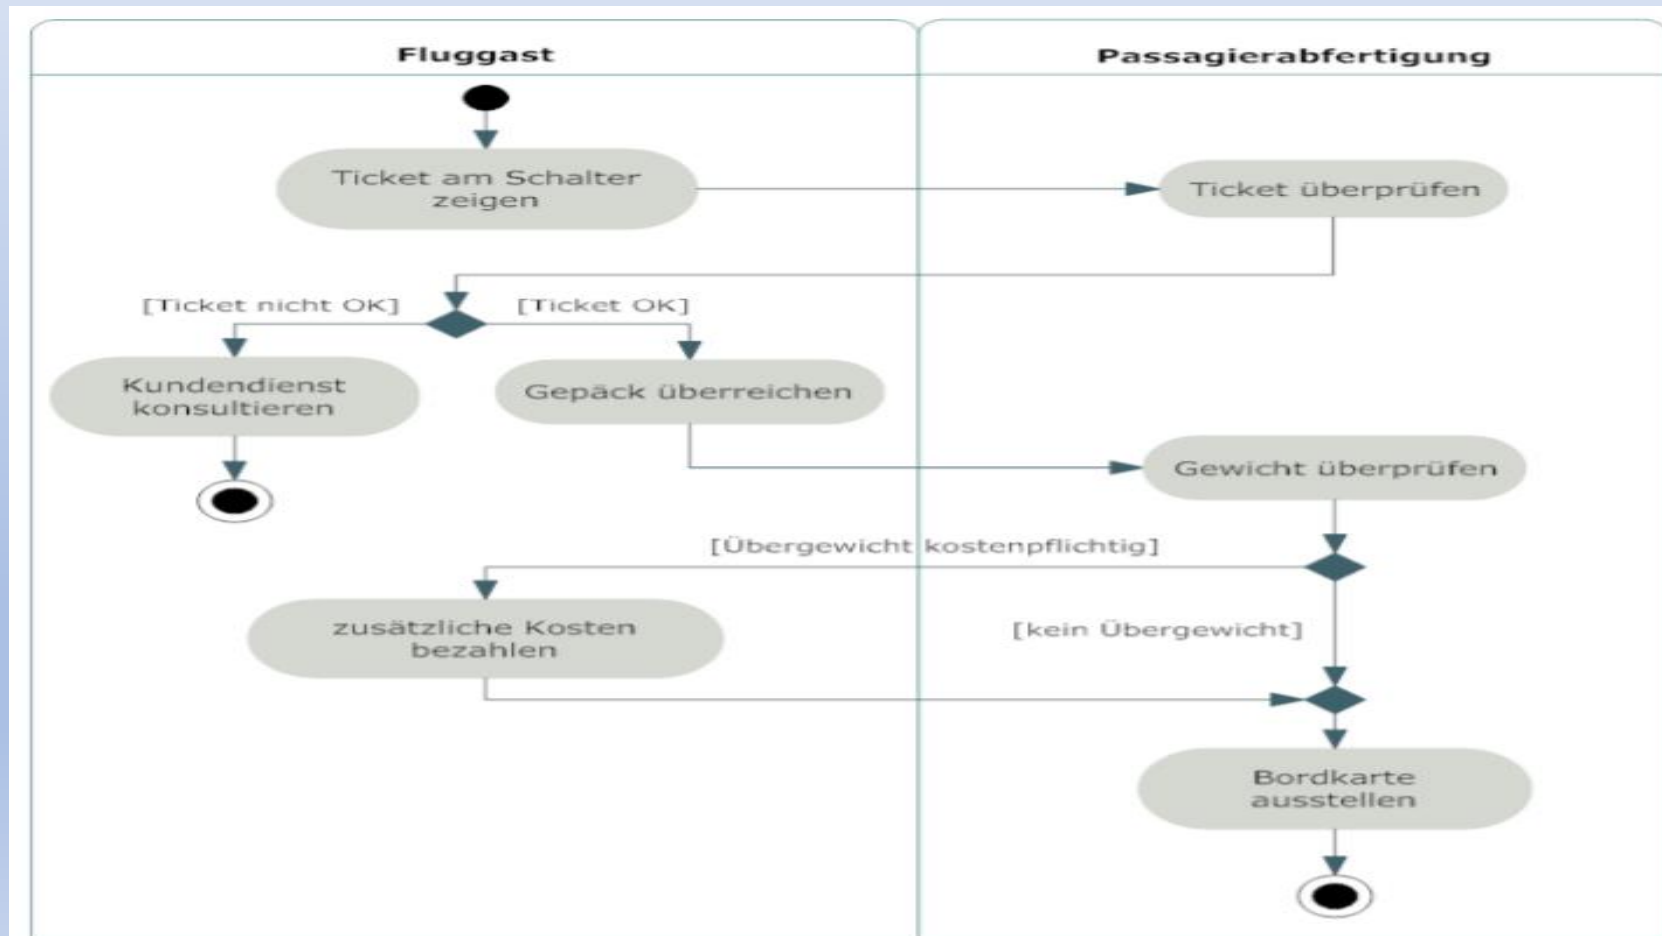 Fluggast
Passagierabfertigung
Ticket am Schalter
zeigen
Ticket überprüfen
[Ticket nicht OK]
[Ticket OK]
Kundendienst
konsultieren
Gepäck überreichen
Gewicht überprüfen
[Übergewicht kostenpflichtig]
zusätzliche Kosten
bezahlen
[kein Übergewicht]
Bordkarte
ausstellen